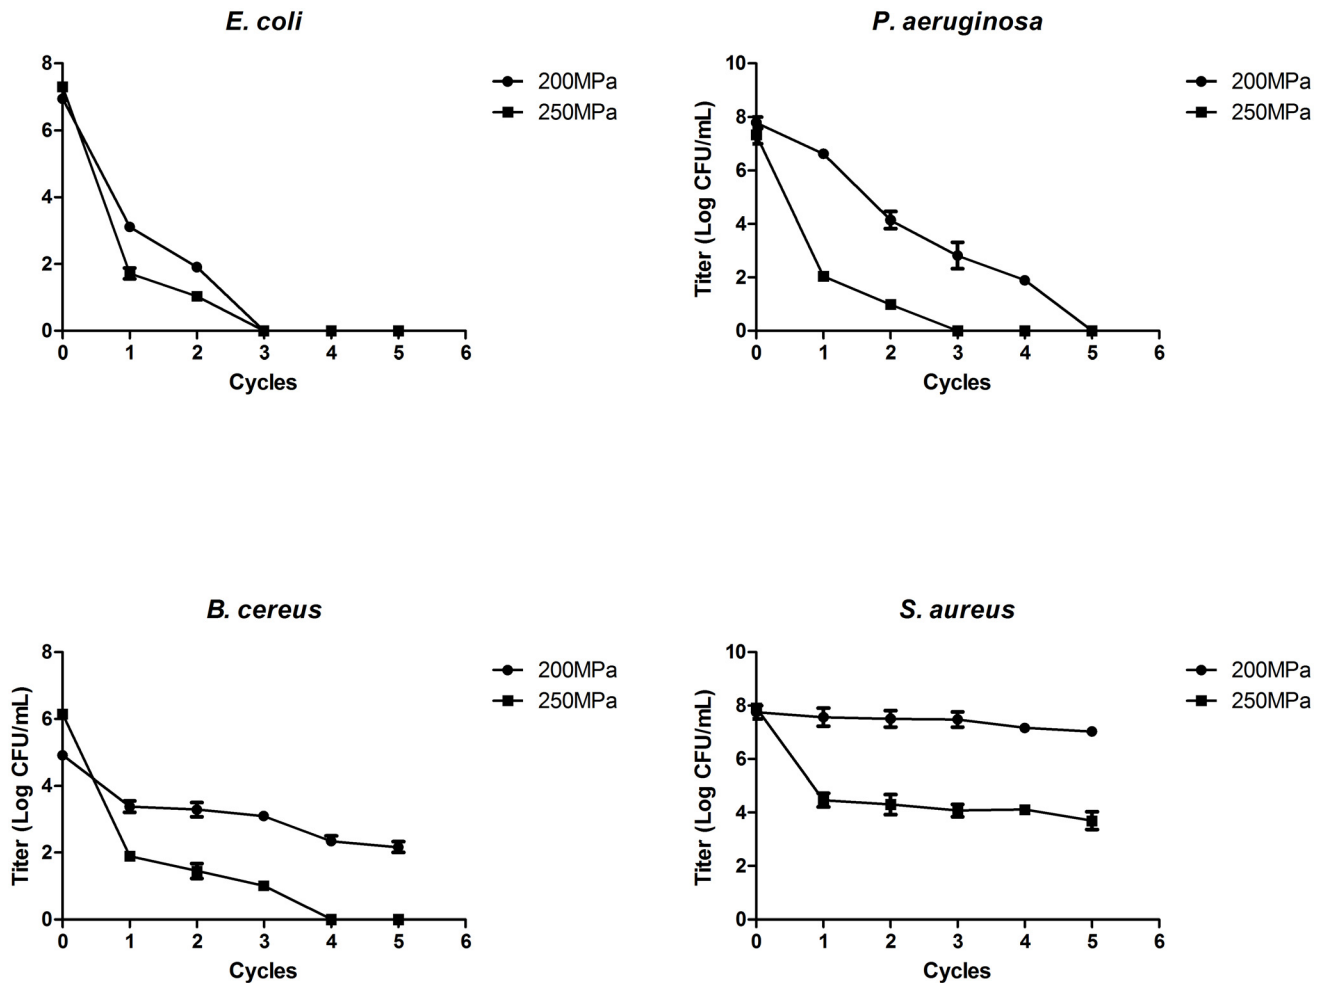 E. coli
8
6
4
2
0
0 1 2 3 4 5 6
Cycles
200MPa
250MPa
P. aeruginosa
Titer (Log CFU/mL)
10
8
6
4
2
0
0 1 2 3 4 5 6
Cycles
200MPa
250MPa
B. cereus
Titer (Log CFU/mL)
8
6
4
2
0
0 1 2 3 4 5 6
Cycles
200MPa
250MPa
S. aureus
Titer (Log CFU/mL)
10
8
6
4
2
0
0 1 2 3 4 5 6
Cycles
200MPa
250MPa